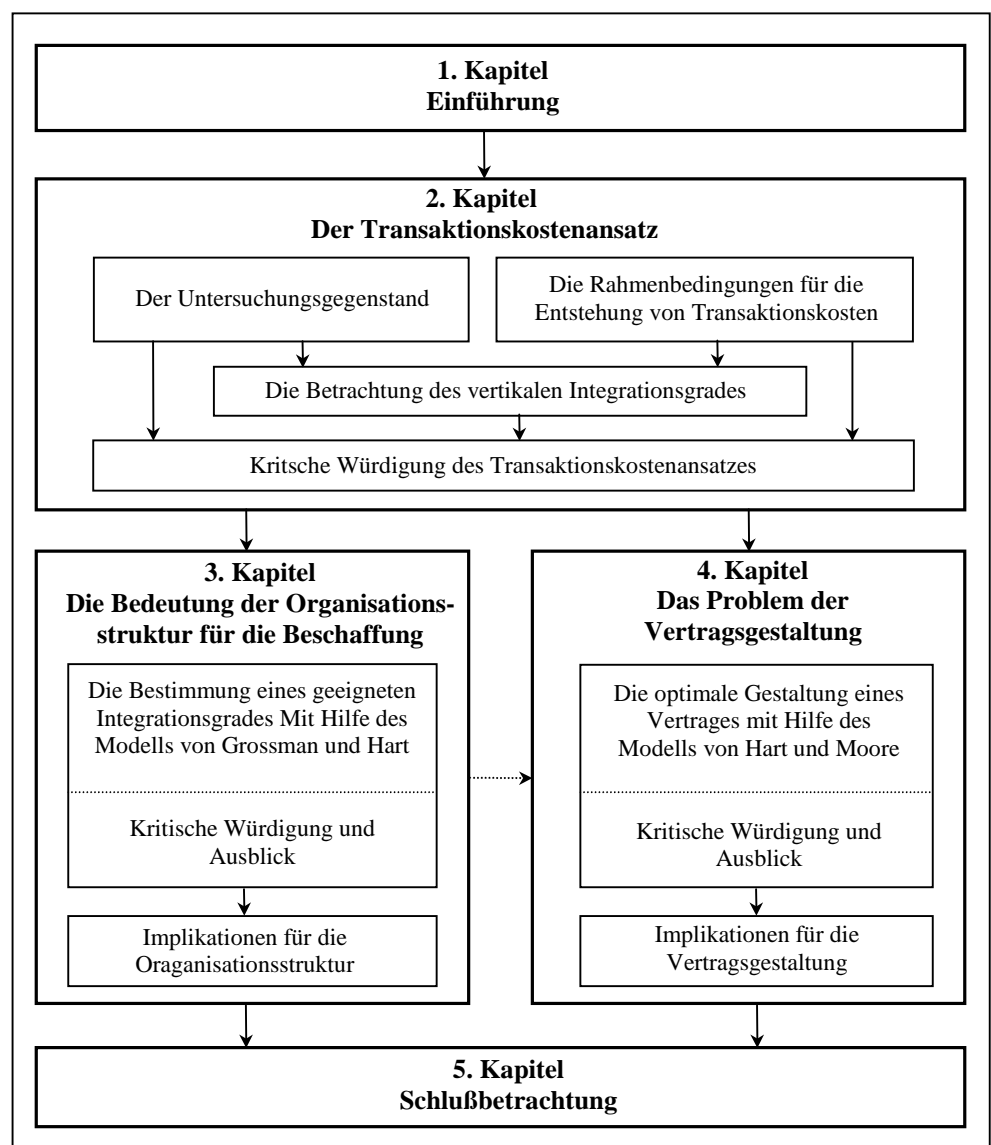 1. Kapitel
Einführung
2. Kapitel
Der Transaktionskostenansatz
Der Untersuchungsgegenstand
Die Rahmenbedingungen für die
Entstehung von Transaktionskosten
Die Betrachtung des vertikalen Integrationsgrades
Kritsche Würdigung des Transaktionskostenansatzes
3. Kapitel
Die Bedeutung der Organisations-
struktur für die Beschaffung
Die Bestimmung eines geeigneten
Integrationsgrades Mit Hilfe des
Modells von Grossman und Hart
Kritische Würdigung und
Ausblick
Implikationen für die
Oraganisationsstruktur
4. Kapitel
Das Problem der
Vertragsgestaltung
Die optimale Gestaltung eines
Vertrages mit Hilfe des
Modells von Hart und Moore
Kritische Würdigung und
Ausblick
Implikationen für die
Vertragsgestaltung
5. Kapitel
Schlußbetrachtung